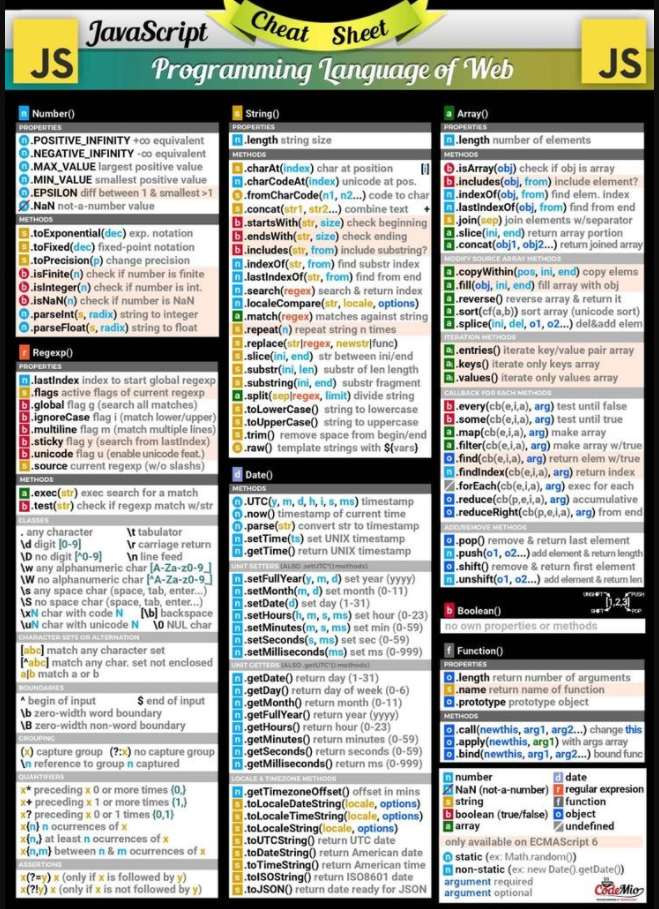 JavaScript
Cheat Sheet
JS
JS
Programming Language of Web
n Number()
PROPERTIES
n .POSITIVE_INFINITY +∞ equivalent
n .NEGATIVE_INFINITY -∞ equivalent
n .MAX_VALUE largest positive value
n .MIN_VALUE smallest positive value
n .EPSILON diff between 1 & smallest >1
.NaN not-a-number value
METHODS
s .toExponential(dec) exp. notation
s .toFixed(dec) fixed-point notation
s .toPrecision(p) change precision
b .isFinite(n) check if number is finite
b .isInteger(n) check if number is int.
b .isNaN(n) check if number is NaN
n .parseInt(s, radix) string to integer
n .parseFloat(s, radix) string to float
r Regexp()
PROPERTIES
n .lastIndex index to start global regexp
s .flags active flags of current regexp
b .global flag g (search all matches)
b .ignoreCase flag i (match lower/upper)
b .multiline flag m (match multiple lines)
b .sticky flag y (search from lastIndex)
b .unicode flag u (enable unicode feat.)
s .source current regexp (w/o slashs)
METHODS
a .exec(str) exec search for a match
b .test(str) check if regexp match w/str
CLASSES
. any character \t tabulator
\d digit [0-9] \r carriage return
\D no digit [^0-9] \n line feed
\w any alphanumeric char [A-Za-z0-9_]
\W no alphanumeric char [^A-Za-z0-9_]
\s any space char (space, tab, enter...)
\S no space char (space, tab, enter...)
\xN char with code N [\b] backspace
\uN char with unicode N \0 NUL char
CHARACTER SETS OR ALTERNATION
[abc] match any character set
[^abc] match any char. set not enclosed
a|b match a or b
BOUNDARIES
^ begin of input $ end of input
\b zero-width word boundary
\B zero-width non-word boundary
GROUPING
(x) capture group (?:x) no capture group
\n reference to group n captured
QUANTIFIERS
x* preceding x 0 or more times {0,}
x+ preceding x 1 or more times {1,}
x? preceding x 0 or 1 times {0,1}
x{n} n ocurrences of x
x{n,} at least n ocurrences of x
x{n,m} between n & m ocurrences of x
ASSERTIONS
x(?=y) x (only if x is followed by y)
x(?!y) x (only if x is not followed by y)
s String()
PROPERTIES
n .length string size
METHODS
s .charAt(index) char at position [i]
n .charCodeAt(index) unicode at pos.
s .fromCharCode(n1, n2...) code to char
s .concat(str1, str2...) combine text +
b .startsWith(str, size) check beginning
b .endsWith(str, size) check ending
b .includes(str, from) include substring?
n .indexOf(str, from) find substr index
n .lastIndexOf(str, from) find from end
n .search(regex) search & return index
n .localeCompare(str, locale, options)
a .match(regex) matches against string
s .repeat(n) repeat string n times
s .replace(str|regex, newstr|func)
s .slice(ini, end) str between ini/end
s .substr(ini, len) substr of len length
s .substring(ini, end) substr fragment
a .split(sep|regex, limit) divide string
s .toLowerCase() string to lowercase
s .toUpperCase() string to uppercase
s .trim() remove space from begin/end
s .raw() template strings with ${vars}
d Date()
METHODS
n .UTC(y, m, d, h, i, s, ms) timestamp
n .now() timestamp of current time
n .parse(str) convert str to timestamp
n .setTime(ts) set UNIX timestamp
n .getTime() return UNIX timestamp
UNIT SETTERS (ALSO .setUTC*() methods)
n .setFullYear(y, m, d) set year (yyyy)
n .setMonth(m, d) set month (0-11)
n .setDate(d) set day (1-31)
n .setHours(h, m, s, ms) set hour (0-23)
n .setMinutes(m, s, ms) set min (0-59)
n .setSeconds(s, ms) set sec (0-59)
n .setMilliseconds(ms) set ms (0-999)
UNIT GETTERS (ALSO .getUTC*() methods)
n .getDate() return day (1-31)
n .getDay() return day of week (0-6)
n .getMonth() return month (0-11)
n .getFullYear() return year (yyyy)
n .getHours() return hour (0-23)
n .getMinutes() return minutes (0-59)
n .getSeconds() return seconds (0-59)
n .getMilliseconds() return ms (0-999)
LOCALE & TIMEZONE METHODS
n .getTimezoneOffset() offset in mins
s .toLocaleDateString(locale, options)
s .toLocaleTimeString(locale, options)
s .toLocaleString(locale, options)
s .toUTCString() return UTC date
s .toDateString() return American date
s .toTimeString() return American time
s .toISOString() return ISO8601 date
s .toJSON() return date ready for JSON
a Array()
PROPERTIES
n .length number of elements
METHODS
b .isArray(obj) check if obj is array
b .includes(obj, from) include element?
n .indexOf(obj, from) find elem. index
n .lastIndexOf(obj, from) find from end
s .join(sep) join elements w/separator
a .slice(ini, end) return array portion
a .concat(obj1, obj2...) return joined array
MODIFY SOURCE ARRAY METHODS
a .copyWithin(pos, ini, end) copy elems
a .fill(obj, ini, end) fill array with obj
a .reverse() reverse array & return it
a .sort(cf(a,b)) sort array (unicode sort)
a .splice(ini, del, o1, o2...) del&add elem
ITERATION METHODS
a .entries() iterate key/value pair array
a .keys() iterate only keys array
a .values() iterate only values array
CALLBACK FOR EACH METHODS
b .every(cb(e,i,a), arg) test until false
b .some(cb(e,i,a), arg) test until true
a .map(cb(e,i,a), arg) make array
a .filter(cb(e,i,a), arg) make array w/true
o .find(cb(e,i,a), arg) return elem w/true
n .findIndex(cb(e,i,a), arg) return index
.forEach(cb(e,i,a), arg) exec for each
o .reduce(cb(p,e,i,a), arg) accumulative
o .reduceRight(cb(p,e,i,a), arg) from end
ADD/REMOVE METHODS
o .pop() remove & return last element
n .push(o1, o2...) add element & return length
o .shift() remove & return first element
n .unshift(o1, o2...) add element & return len
b Boolean()
UNSHIFT PUSH
[1,2,3]
SHIFT POP
no own properties or methods
f Function()
PROPERTIES
o .length return number of arguments
s .name return name of function
o .prototype prototype object
METHODS
o .call(newthis, arg1, arg2...) change this
o .apply(newthis, arg1) with args array
o .bind(newthis, arg1, arg2...) bound func
n number d date
NaN (not-a-number) r regular expresion
s string f function
b boolean (true/false) o object
a array undefined
only available on ECMAScript 6
n static (ex: Math.random())
n non-static (ex: new Date().getDate())
argument required
argument optional
CodeMio